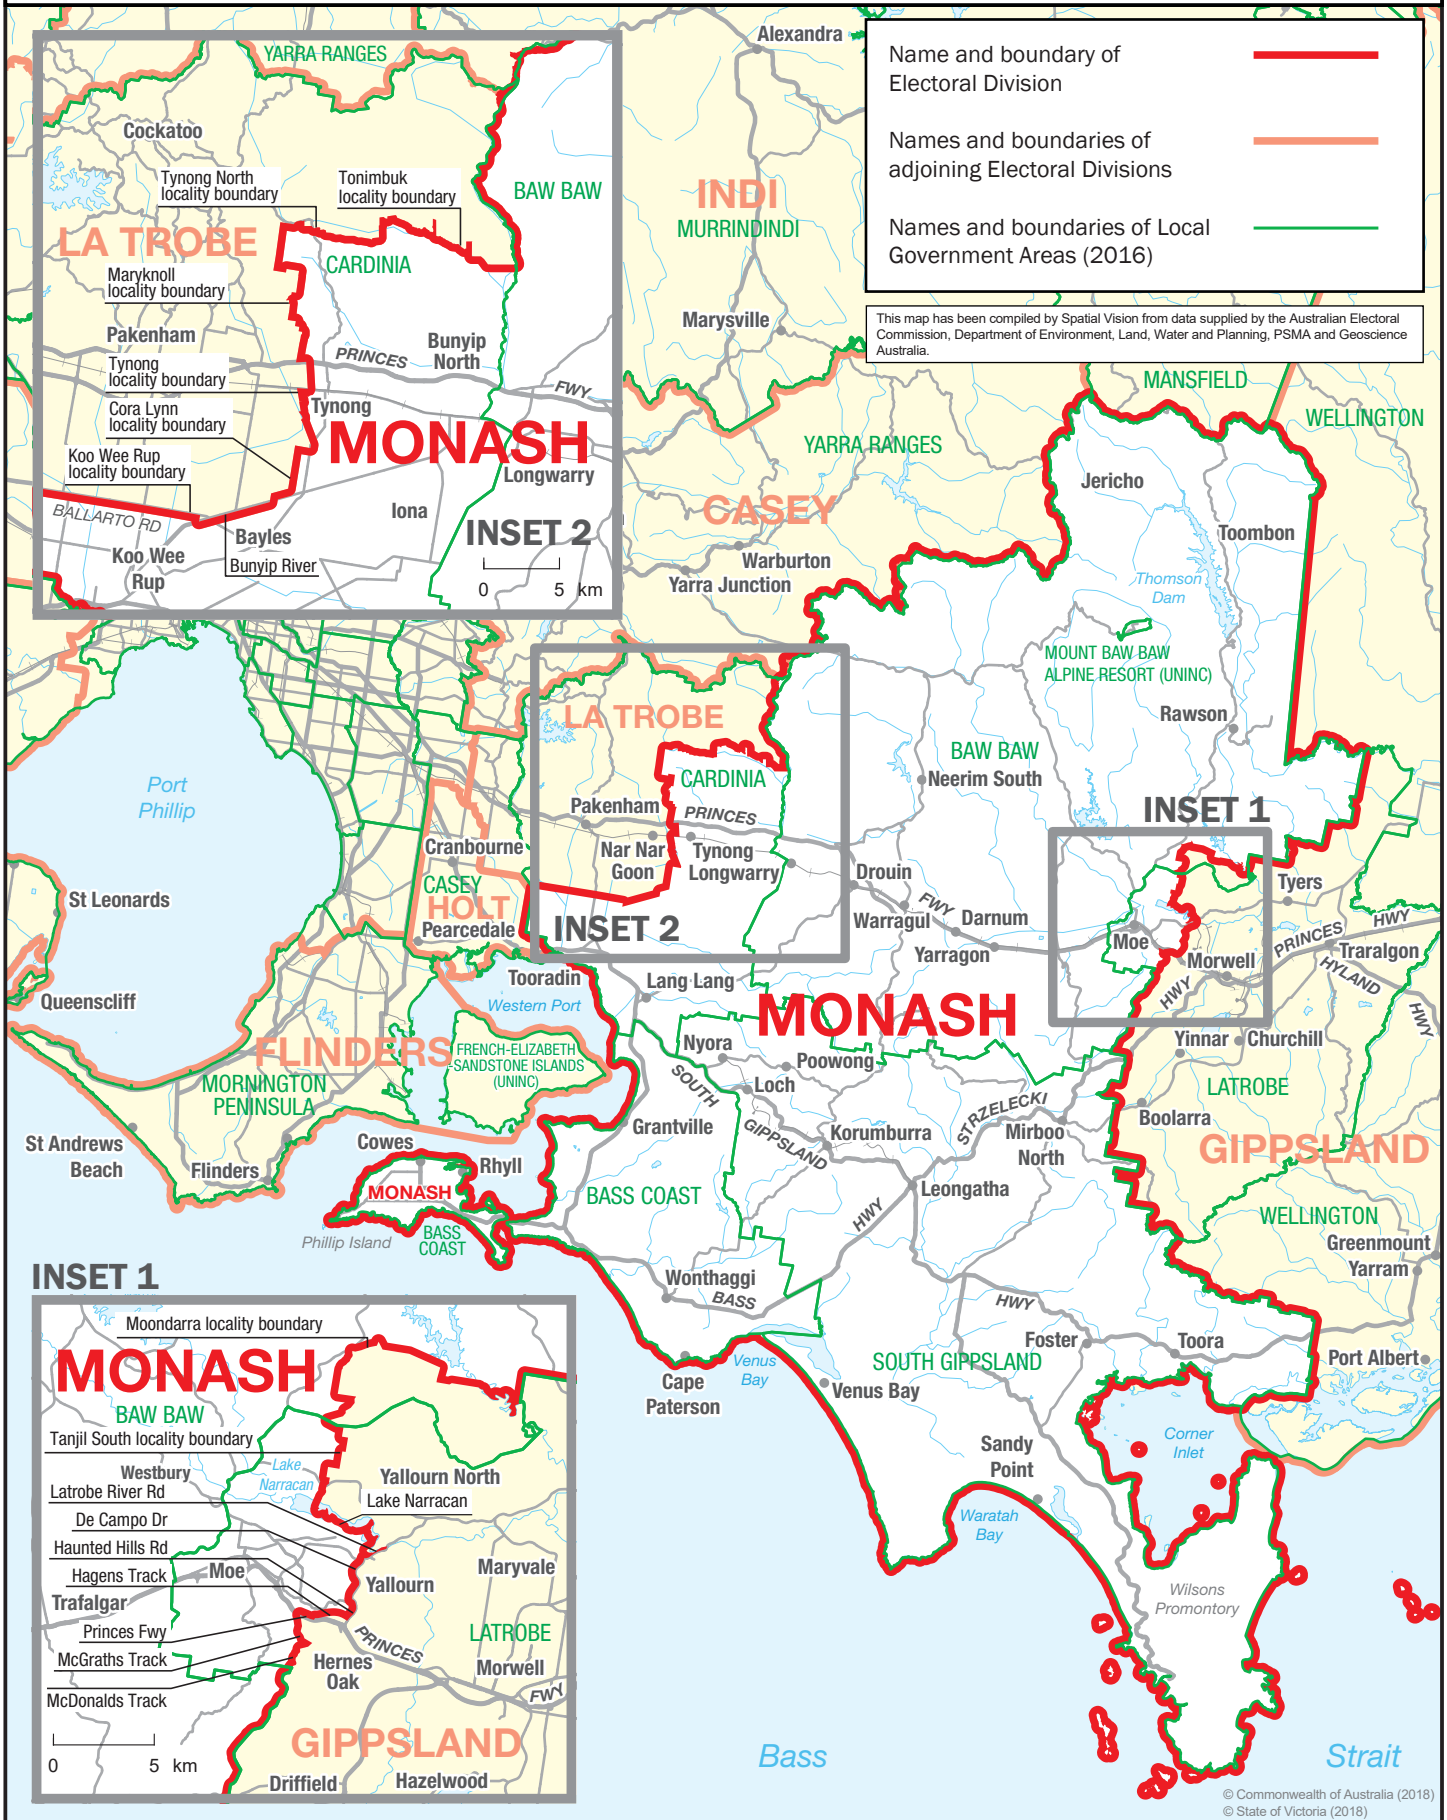 Name and boundary of
Electoral Division
Names and boundaries of
adjoining Electoral Divisions
Names and boundaries of Local
Government Areas (2016)
This map has been compiled by Spatial Vision from data supplied by the Australian Electoral
Commission, Department of Environment, Land, Water and Planning, PSMA and Geoscience
Australia.
YARRA RANGES
Cockatoo
Tynong North
locality boundary
Tonimbuk
locality boundary
BAW BAW
LA TROBE
CARDINIA
Maryknoll
locality boundary
Pakenham
PRINCES
FWY
Bunyip
North
Tynong
locality boundary
Tynong
Cora Lynn
locality boundary
MONASH
Koo Wee Rup
locality boundary
Longwarry
BALLARTO RD
Iona
Bayles
INSET 2
Koo Wee
Rup
Bunyip River
0 5 km
Alexandra
INDI
MURRINDINDI
Marysville
MANSFIELD
WELLINGTON
YARRA RANGES
Jericho
CASEY
Toombon
Warburton
Yarra Junction
Thomson
Dam
MOUNT BAW BAW
ALPINE RESORT (UNINC)
Rawson
LA TROBE
BAW BAW
CARDINIA
Neerim South
Port
Phillip
Pakenham
PRINCES
INSET 1
Cranbourne
Nar Nar
Goon
Tynong
Longwarry
Drouin
Tyers
CASEY
HOLT
St Leonards
FWY
Darnum
Warragul
HWY
Pearcedale
INSET 2
Moe
PRINCES
Traralgon
Yarragon
Morwell
HYLAND
Tooradin
Lang Lang
HWY
HWY
Queenscliff
Western Port
MONASH
Yinnar
Churchill
FLINDERS
FRENCH-ELIZABETH
-SANDSTONE ISLANDS
(UNINC)
Nyora
Poowong
SOUTH
Loch
LATROBE
MORNINGTON
PENINSULA
STRZELECKI
Boolarra
Grantville
GIPPSLAND
Korumburra
Mirboo
North
GIPPSLAND
St Andrews
Beach
Cowes
Flinders
Rhyll
MONASH
Leongatha
BASS COAST
HWY
WELLINGTON
Phillip Island
BASS
COAST
Greenmount
Yarram
Wonthaggi
BASS
HWY
Foster
Toora
SOUTH GIPPSLAND
Port Albert
Venus
Bay
Cape
Paterson
Venus Bay
Corner
Inlet
Sandy
Point
Waratah
Bay
Wilsons
Promontory
Bass
Strait
INSET 1
Moondarra locality boundary
MONASH
BAW BAW
Tanjil South locality boundary
Westbury
Lake
Narracan
Yallourn North
Latrobe River Rd
Lake Narracan
De Campo Dr
Haunted Hills Rd
Moe
Maryvale
Hagens Track
Yallourn
Trafalgar
Princes Fwy
PRINCES
LATROBE
McGraths Track
Hernes
Oak
Morwell
McDonalds Track
FWY
GIPPSLAND
0 5 km
Driffield
Hazelwood
© Commonwealth of Australia (2018)
© State of Victoria (2018)